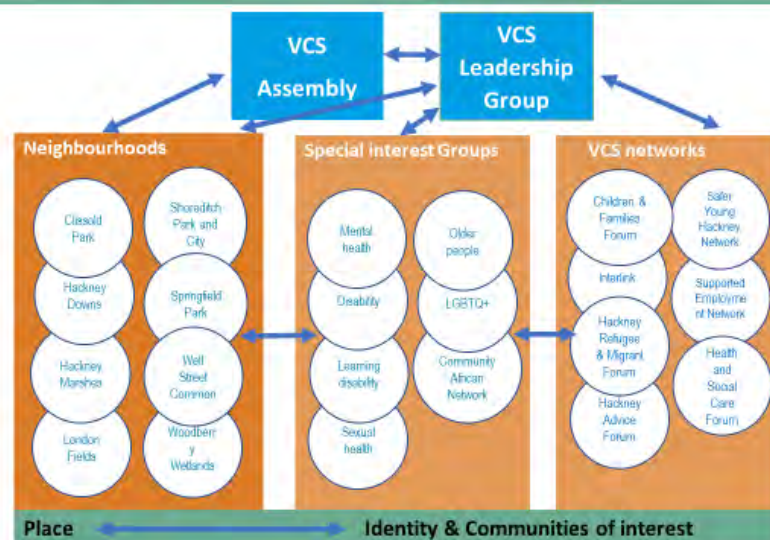 VCS
Assembly
VCS
Leadership
Group
Neighbourhoods
Clissold
Park
Shoreditch
Park and
City
Hackney
Downs
Springfield
Park
Hackney
Marshes
Well
Street
Common
London
Fields
Woodberr
y
Wetlands
Special interest Groups
Mental
health
Older
people
Disability
LGBTQ+
Learning
disability
Community
African
Network
Sexual
health
VCS networks
Children &
Families
Forum
Safer
Young
Hackney
Network
Interlink
Supported
Employme
nt Network
Hackney
Refugee
& Migrant
Forum
Health
and
Social
Care
Forum
Hackney
Advice
Forum
Place
Identity & Communities of interest